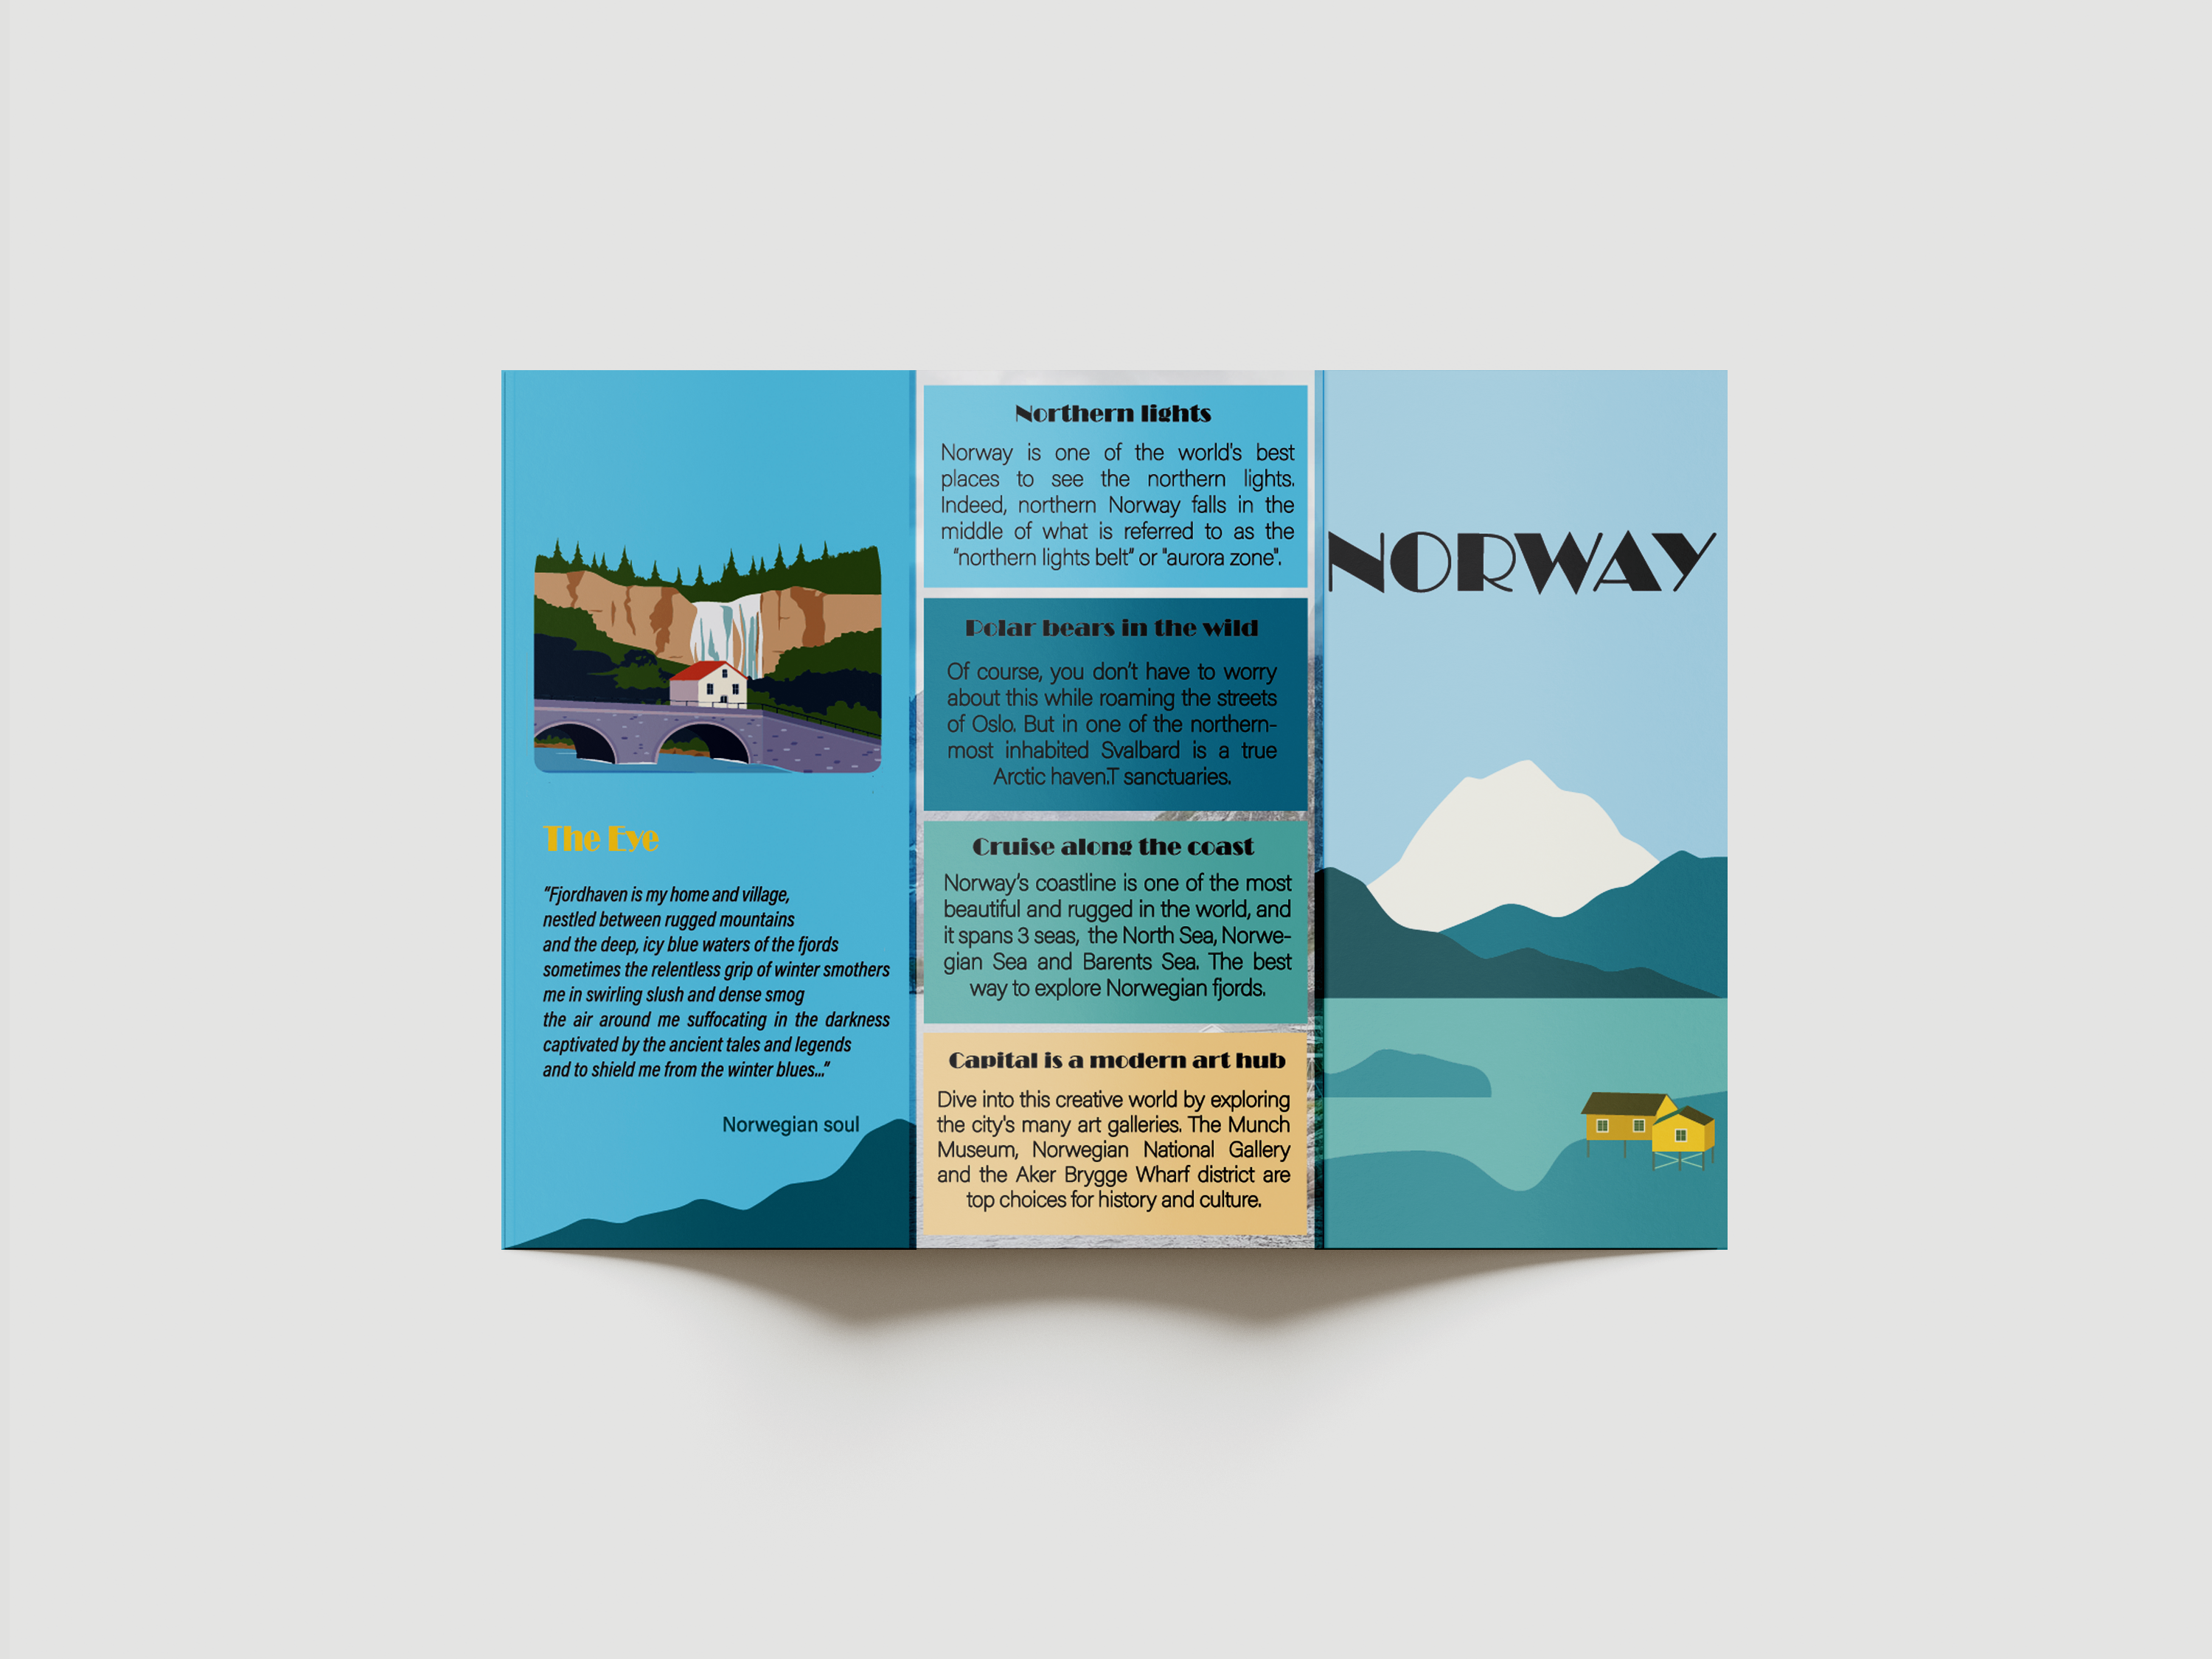 The Eye
"Fjordhaven is my home and village,
nestled between rugged mountains
and the deep, icy blue waters of the fjords
sometimes the relentless grip of winter smothers
me in swirling slush and dense smog
the air around me suffocating in the darkness
captivated by the ancient tales and legends
and to shield me from the winter blues..."
Norwegian soul
Northern lights
Norway is one of the world's best
places to see the northern lights.
Indeed, northern Norway falls in the
middle of what is referred to as the
"northern lights belt" or "aurora zone".
Polar bears in the wild
Of course, you don't have to worry
about this while roaming the streets
of Oslo. But in one of the northern-
most inhabited Svalbard is a true
Arctic haven.T sanctuaries.
Cruise along the coast
Norway's coastline is one of the most
beautiful and rugged in the world, and
it spans 3 seas, the North Sea, Norwe-
gian Sea and Barents Sea. The best
way to explore Norwegian fjords.
Capital is a modern art hub
Dive into this creative world by exploring
the city's many art galleries. The Munch
Museum, Norwegian National Gallery
and the Aker Brygge Wharf district are
top choices for history and culture.
NORWAY